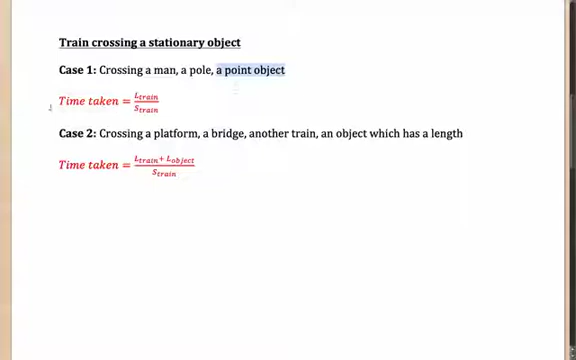 Train crossing a stationary object
Case 1: Crossing a man, a pole, a point object
Time taken = L_train / S_train
Case 2: Crossing a platform, a bridge, another train, an object which has a length
Time taken = L_train + L_object / S_train